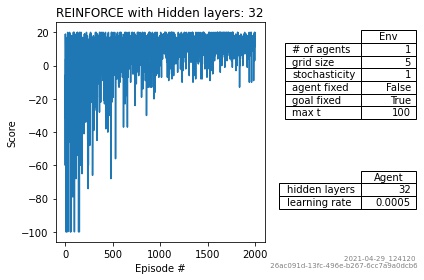 REINFORCE with Hidden layers: 32
Score
20
0
−20
−40
−60
−80
−100
0 500 1000 1500 2000
Episode #
Env
# of agents 1
grid size 5
stochasticity 1
agent fixed False
goal fixed True
max t 100
Agent
hidden layers 32
learning rate 0.0005
2021-04-29_124120
26ac091d-13fc-496e-b267-6cc7a9a0dcb6